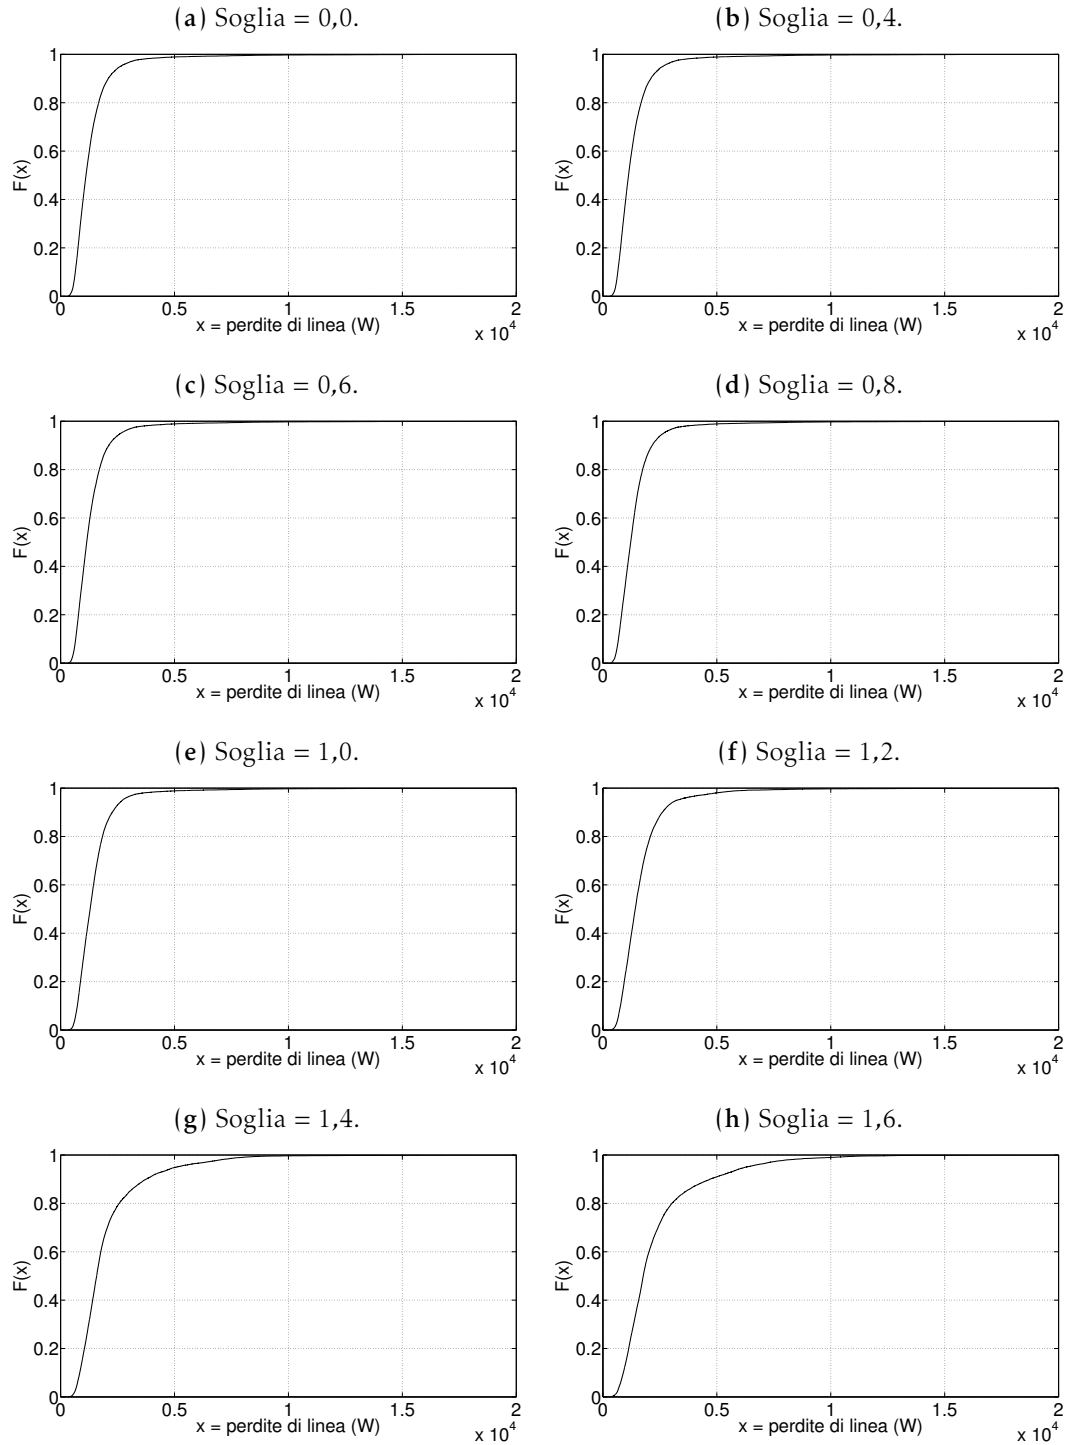 (a) Soglia = 0,0.
(b) Soglia = 0,4.
1
0.8
0.6
0.4
0.2
0
F(x)
0 0.5 1 1.5 2
x = perdite di linea (W)
x 10^4
1
0.8
0.6
0.4
0.2
0
F(x)
0 0.5 1 1.5 2
x = perdite di linea (W)
x 10^4
(c) Soglia = 0,6.
(d) Soglia = 0,8.
1
0.8
0.6
0.4
0.2
0
F(x)
0 0.5 1 1.5 2
x = perdite di linea (W)
x 10^4
1
0.8
0.6
0.4
0.2
0
F(x)
0 0.5 1 1.5 2
x = perdite di linea (W)
x 10^4
(e) Soglia = 1,0.
(f) Soglia = 1,2.
1
0.8
0.6
0.4
0.2
0
F(x)
0 0.5 1 1.5 2
x = perdite di linea (W)
x 10^4
1
0.8
0.6
0.4
0.2
0
F(x)
0 0.5 1 1.5 2
x = perdite di linea (W)
x 10^4
(g) Soglia = 1,4.
(h) Soglia = 1,6.
1
0.8
0.6
0.4
0.2
0
F(x)
0 0.5 1 1.5 2
x = perdite di linea (W)
x 10^4
1
0.8
0.6
0.4
0.2
0
F(x)
0 0.5 1 1.5 2
x = perdite di linea (W)
x 10^4